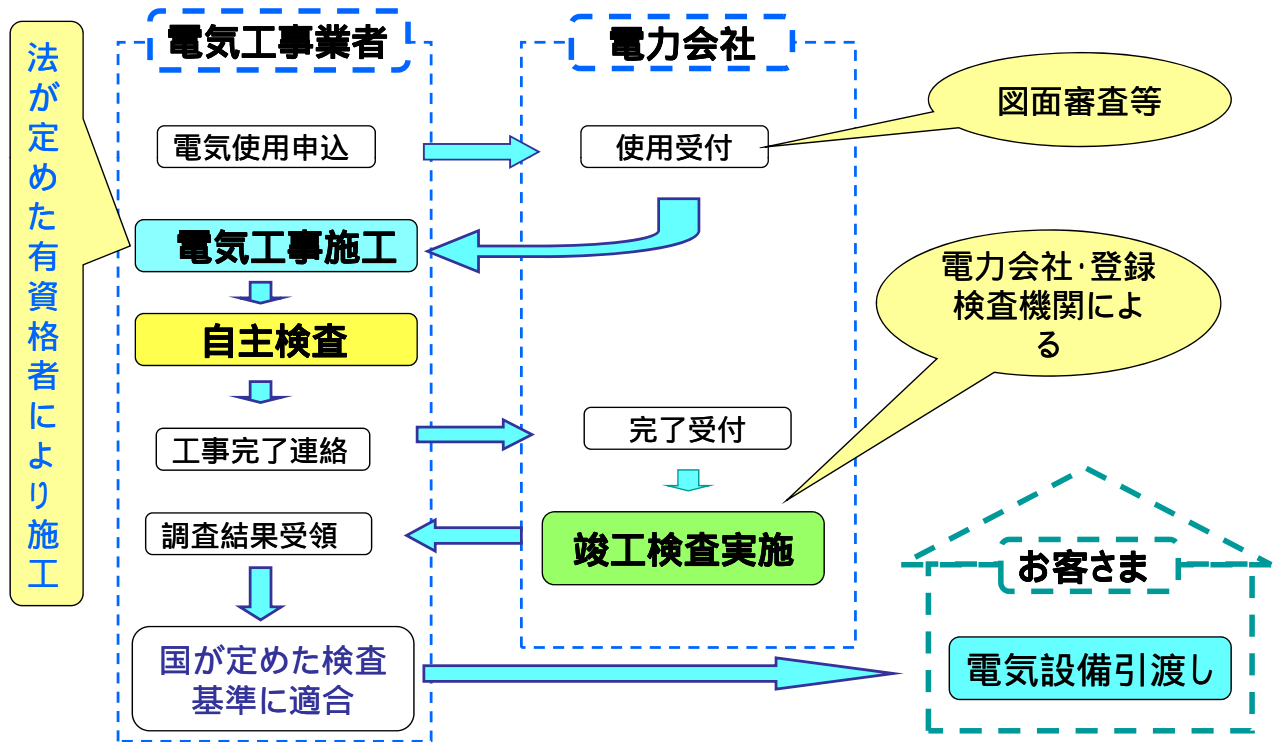 法が定めた有資格者により施工
電気工事業者
電力会社
図面審査等
電気使用申込
使用受付
電気工事施工
電力会社・登録
検査機関によ
る
自主検査
完了受付
工事完了連絡
調査結果受領
竣工検査実施
お客さま
国が定めた検査
基準に適合
電気設備引渡し